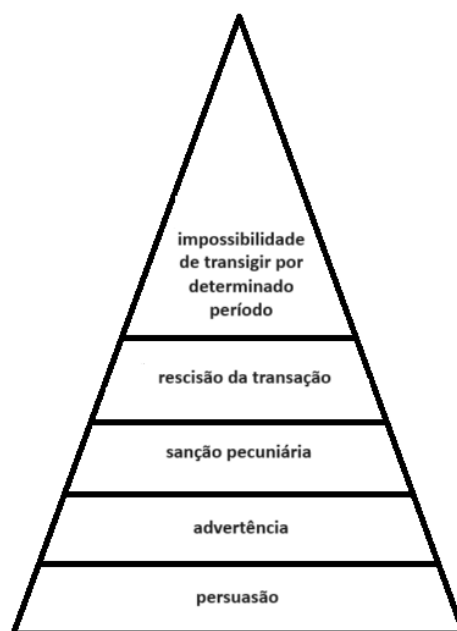 impossibilidade
de transigir por
determinado
período
rescisão da transação
sanção pecuniária
advertência
persuasão